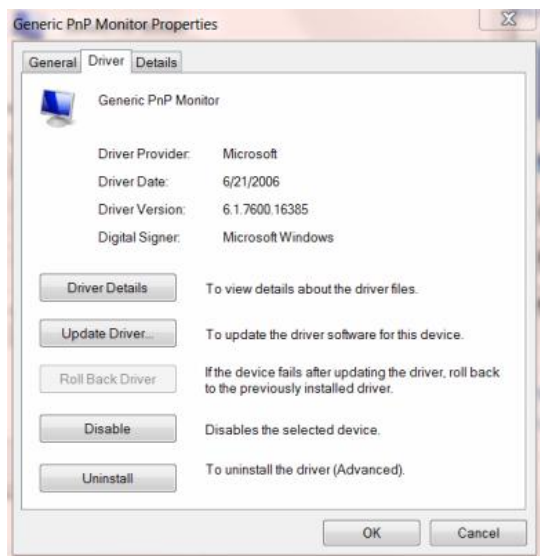 Generic PnP Monitor Properties
General Driver Details
Generic PnP Monitor
Driver Provider: Microsoft
Driver Date: 6/21/2006
Driver Version: 6.1.7600.16385
Digital Signer: Microsoft Windows
Driver Details To view details about the driver files.
Update Driver... To update the driver software for this device.
Roll Back Driver If the device fails after updating the driver, roll back
to the previously installed driver.
Disable Disables the selected device.
Uninstall To uninstall the driver (Advanced).
OK Cancel